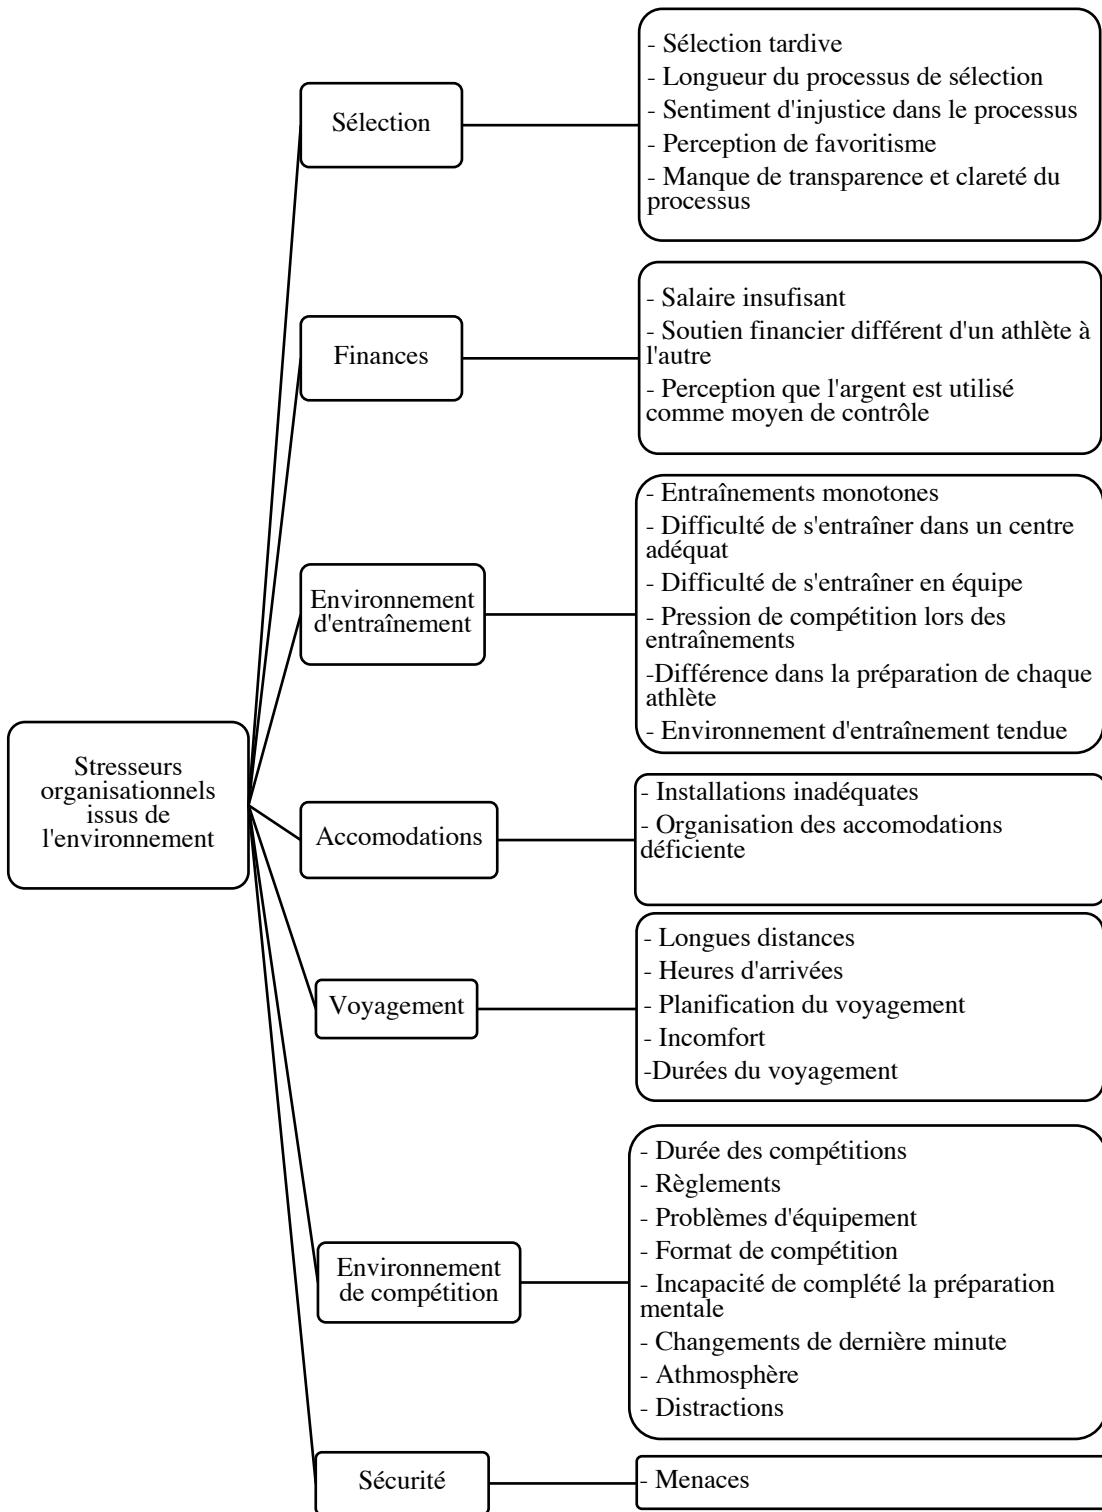 Stresseurs
organisationnels
issus de
l'environnement
Sélection
- Sélection tardive
- Longueur du processus de sélection
- Sentiment d'injustice dans le processus
- Perception de favoritisme
- Manque de transparence et clareté du
processus
Finances
- Salaire insufisant
- Soutien financier différent d'un athlète à
l'autre
- Perception que l'argent est utilisé
comme moyen de contrôle
Environnement
d'entraînement
- Entraînements monotones
- Difficulté de s'entraîner dans un centre
adéquat
- Difficulté de s'entraîner en équipe
- Pression de compétition lors des
entraînements
-Différence dans la préparation de chaque
athlète
- Environnement d'entraînement tendue
Accomodations
- Installations inadéquates
- Organisation des accomodations
déficiente
Voyagement
- Longues distances
- Heures d'arrivées
- Planification du voyagement
- Incomfort
-Durées du voyagement
Environnement
de compétition
- Durée des compétitions
- Règlements
- Problèmes d'équipement
- Format de compétition
- Incapacité de complété la préparation
mentale
- Changements de dernière minute
- Athmosphère
- Distractions
Sécurité
- Menaces